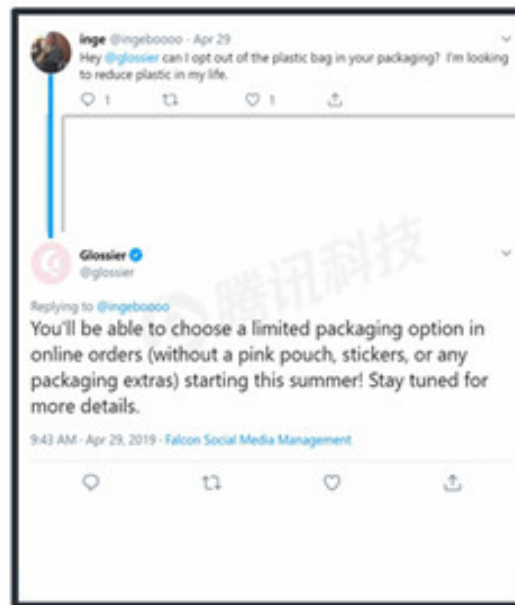 inge @ingeboooo · Apr 29
Hey @glossier can I opt out of the plastic bag in your packaging? I'm looking
to reduce plastic in my life.
1 1
Glossier
@glossier
腾讯科技
Replying to @ingeboooo
You'll be able to choose a limited packaging option in
online orders (without a pink pouch, stickers, or any
packaging extras) starting this summer! Stay tuned for
more details.
9:43 AM · Apr 29, 2019 · Falcon Social Media Management